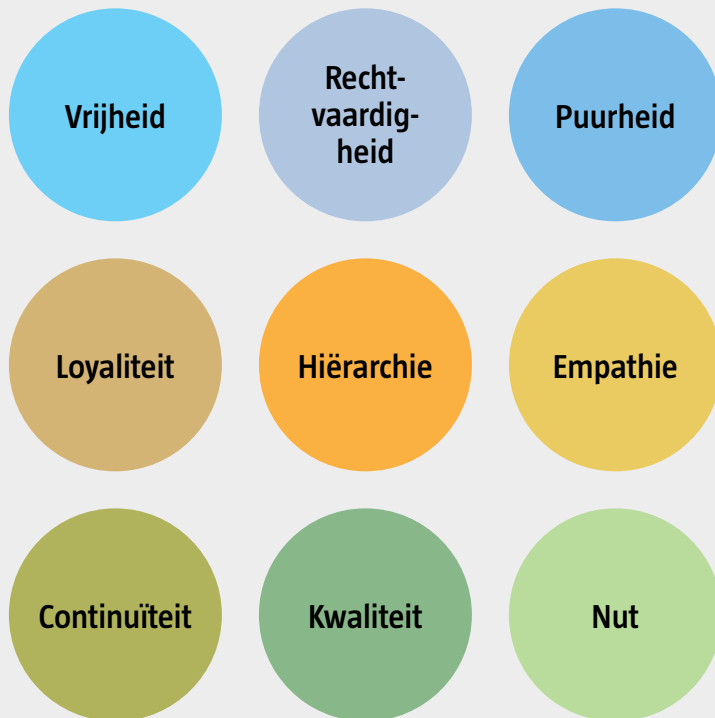 Vrijheid
Recht-
vaardig-
heid
Puurheid
Loyaliteit
Hiërarchie
Empathie
Continuïteit
Kwaliteit
Nut